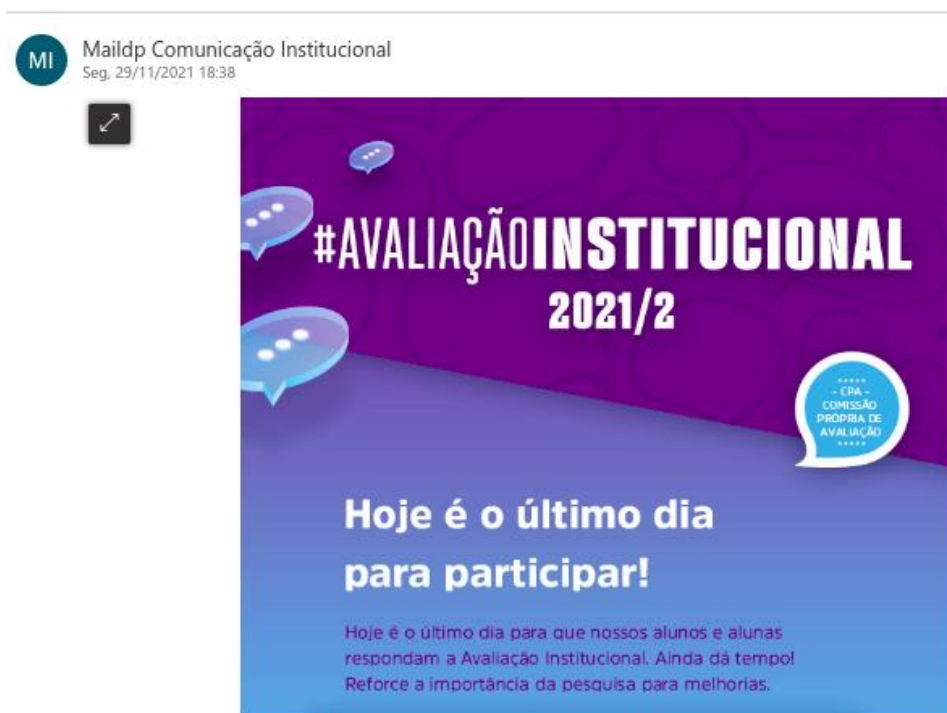 MI
Maildp Comunicação Institucional
Seg, 29/11/2021 18:38
#AVALIAÇÃOINSTITUCIONAL
2021/2
- CPA -
COMISSÃO
PRÓPRIA DE
AVALIAÇÃO
Hoje é o último dia
para participar!
Hoje é o último dia para que nossos alunos e alunas
respondam a Avaliação Institucional. Ainda dá tempo!
Reforce a importância da pesquisa para melhorias.